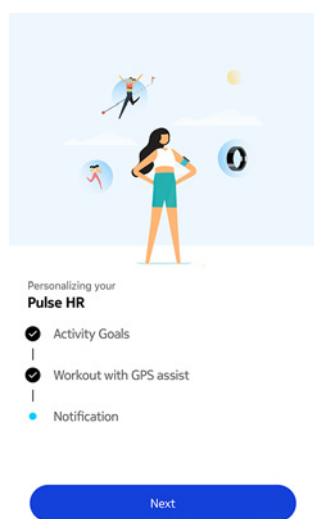 Personalizing your
Pulse HR
Activity Goals
Workout with GPS assist
Notification
Next